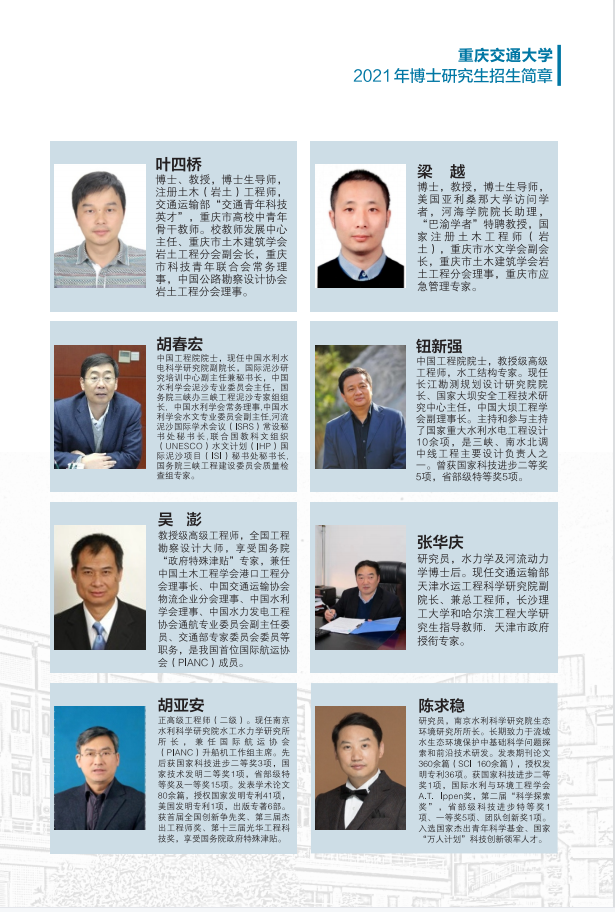 重庆交通大学
2021年博士研究生招生简章
叶四桥
博士、教授，博士生导师，
注册土木（岩土）工程师，
交通运输部“交通青年科技
英才”，重庆市高校中青年
骨干教师。校教师发展中心
主任、重庆市土木建筑学会
岩土工程分会副会长，重庆
市科技青年联合会常务理
事，中国公路勘察设计协会
岩土工程分会理事。
梁 越
博士，教授，博士生导师，
美国亚利桑那大学访问学
者，河海学院院长助理，
“巴渝学者”特聘教授，国
家注册土木工程师（岩
土），重庆市水文学会副会
长，重庆市土木建筑学会岩
土工程分会理事，重庆市应
急管理专家。
胡春宏
中国工程院院士，现任中国水利水
电科学研究院副院长，国际泥沙研
究培训中心副主任兼秘书长，中国
水利学会泥沙专业委员会主任，国
务院三峡办三峡工程泥沙专家组组
长，中国水利学会常务理事,中国水
利学会水文专业委员会副主任,河流
泥沙国际学术会议（ISRS）常设秘
书处秘书长,联合国教科文组织
（UNESCO）水文计划（IHP）国
际泥沙项目（ISI）秘书处秘书长,
国务院三峡工程建设委员会质量检
查组专家。
钮新强
中国工程院院士，教授级高级
工程师，水工结构专家。现任
长江勘测规划设计研究院院
长、国家大坝安全工程技术研
究中心主任，中国大坝工程学
会副理事长。主持和参与主持
了国家重大水利水电工程设计
10余项，是三峡、南水北调
中线工程主要设计负责人之
一。曾获国家科技进步二等奖
5项，省部级特等奖5项。
吴 澎
教授级高级工程师，全国工程
勘察设计大师，享受国务院
“政府特殊津贴”专家，兼任
中国土木工程学会港口工程分
会理事长、中国交通运输协会
物流企业分会理事、中国水利
学会理事、中国水力发电工程
协会通航专业委员会副主任委
员、交通部专家委员会委员等
职务，是我国首位国际航运协
会（PIANC）成员。
张华庆
研究员，水力学及河流动力
学博士后。现任交通运输部
天津水运工程科学研究院副
院长、兼总工程师，长沙理
工大学和哈尔滨工程大学研
究生指导教师．天津市政府
授衔专家。
胡亚安
正高级工程师（二级）。现任南京
水利科学研究院水工水力学研究所
所长，兼任国际航运协会
（PIANC）升船机工作组主席。先
后获国家科技进步二等奖3项，国
家技术发明二等奖1项，省部级特
等奖及一等奖15项。发表学术论文
80余篇，授权国家发明专利41项，
美国发明专利1项，出版专著6部。
获首届全国创新争先奖、第三届杰
出工程师奖、第十三届光华工程科
技奖，享受国务院政府特殊津贴。
陈求稳
研究员，南京水利科学研究院生态
环境研究所所长。长期致力于流域
水生态环境保护中基础科学问题探
索和前沿技术研发。发表期刊论文
360余篇（SCI 160余篇），授权发
明专利36项。获国家科技进步二等
奖1项，国际水利与环境工程学会
A.T. Ippen奖，第二届“科学探索
奖”，省部级科技进步特等奖1
项、一等奖5项、团队创新奖1项。
入选国家杰出青年科学基金、国家
“万人计划”科技创新领军人才。